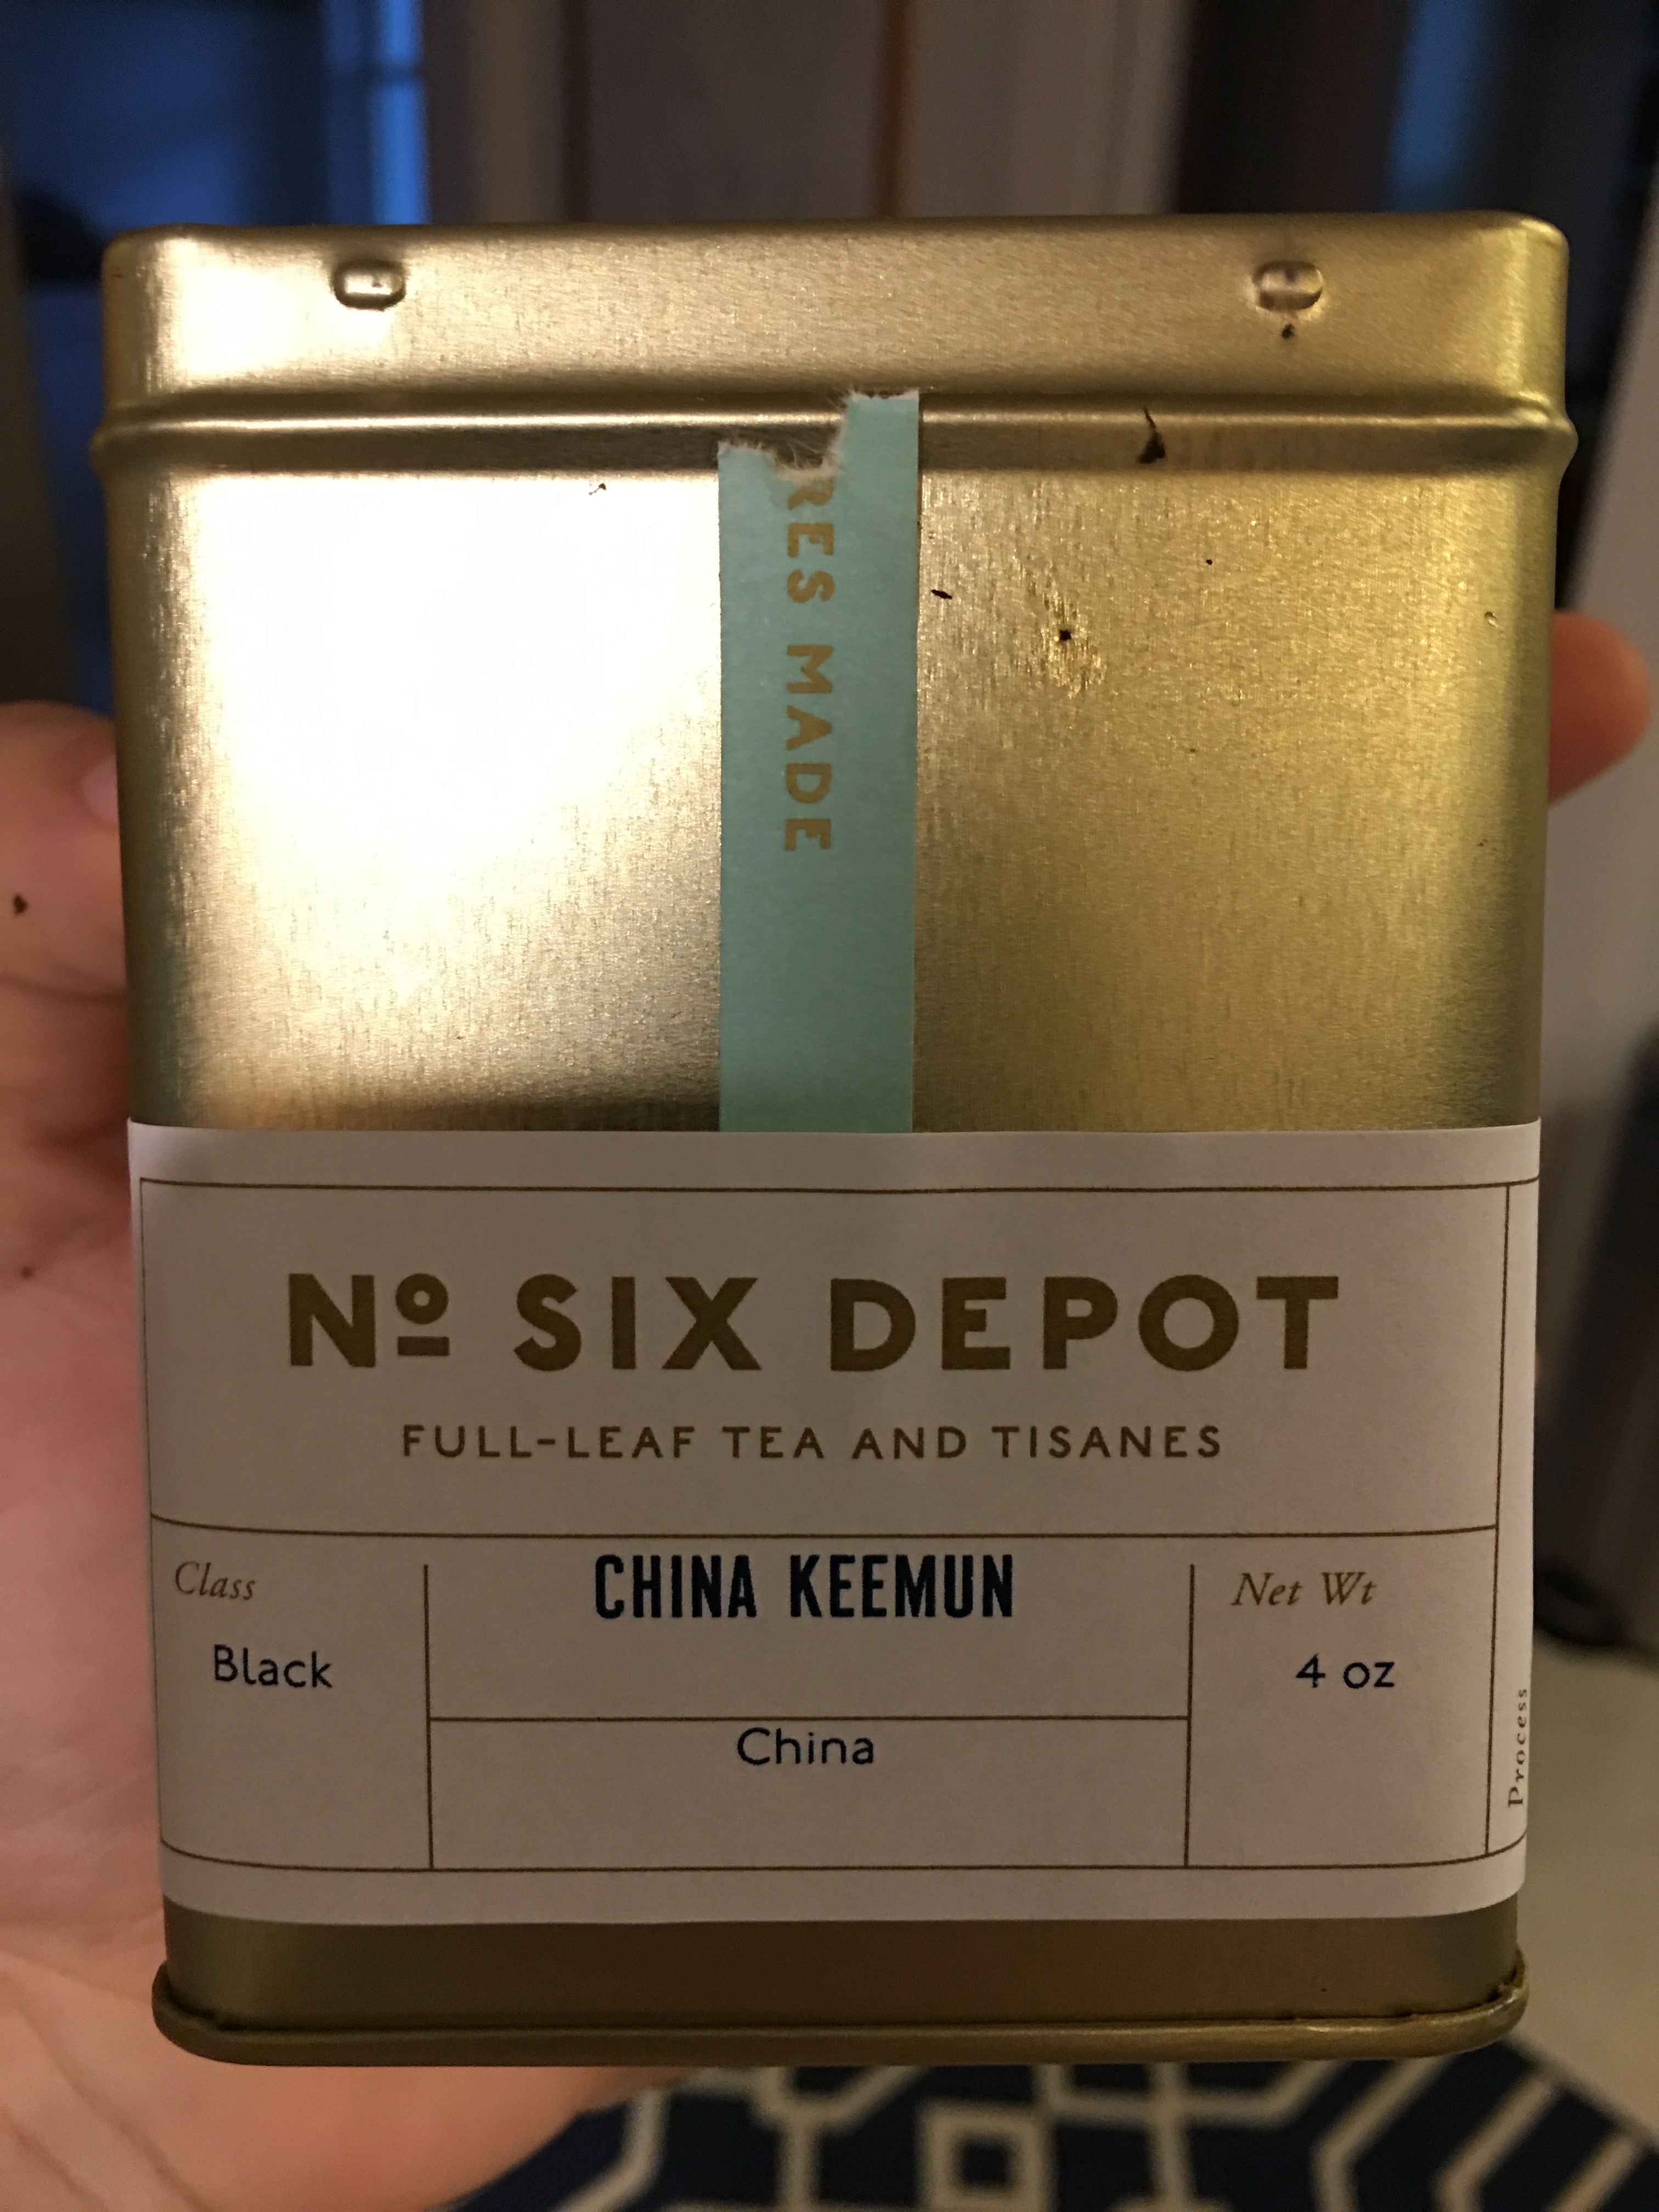 RES MADE
Nº SIX DEPOT
FULL-LEAF TEA AND TISANES
Class
Black
CHINA KEEMUN
China
Net Wt
4 oz
Process